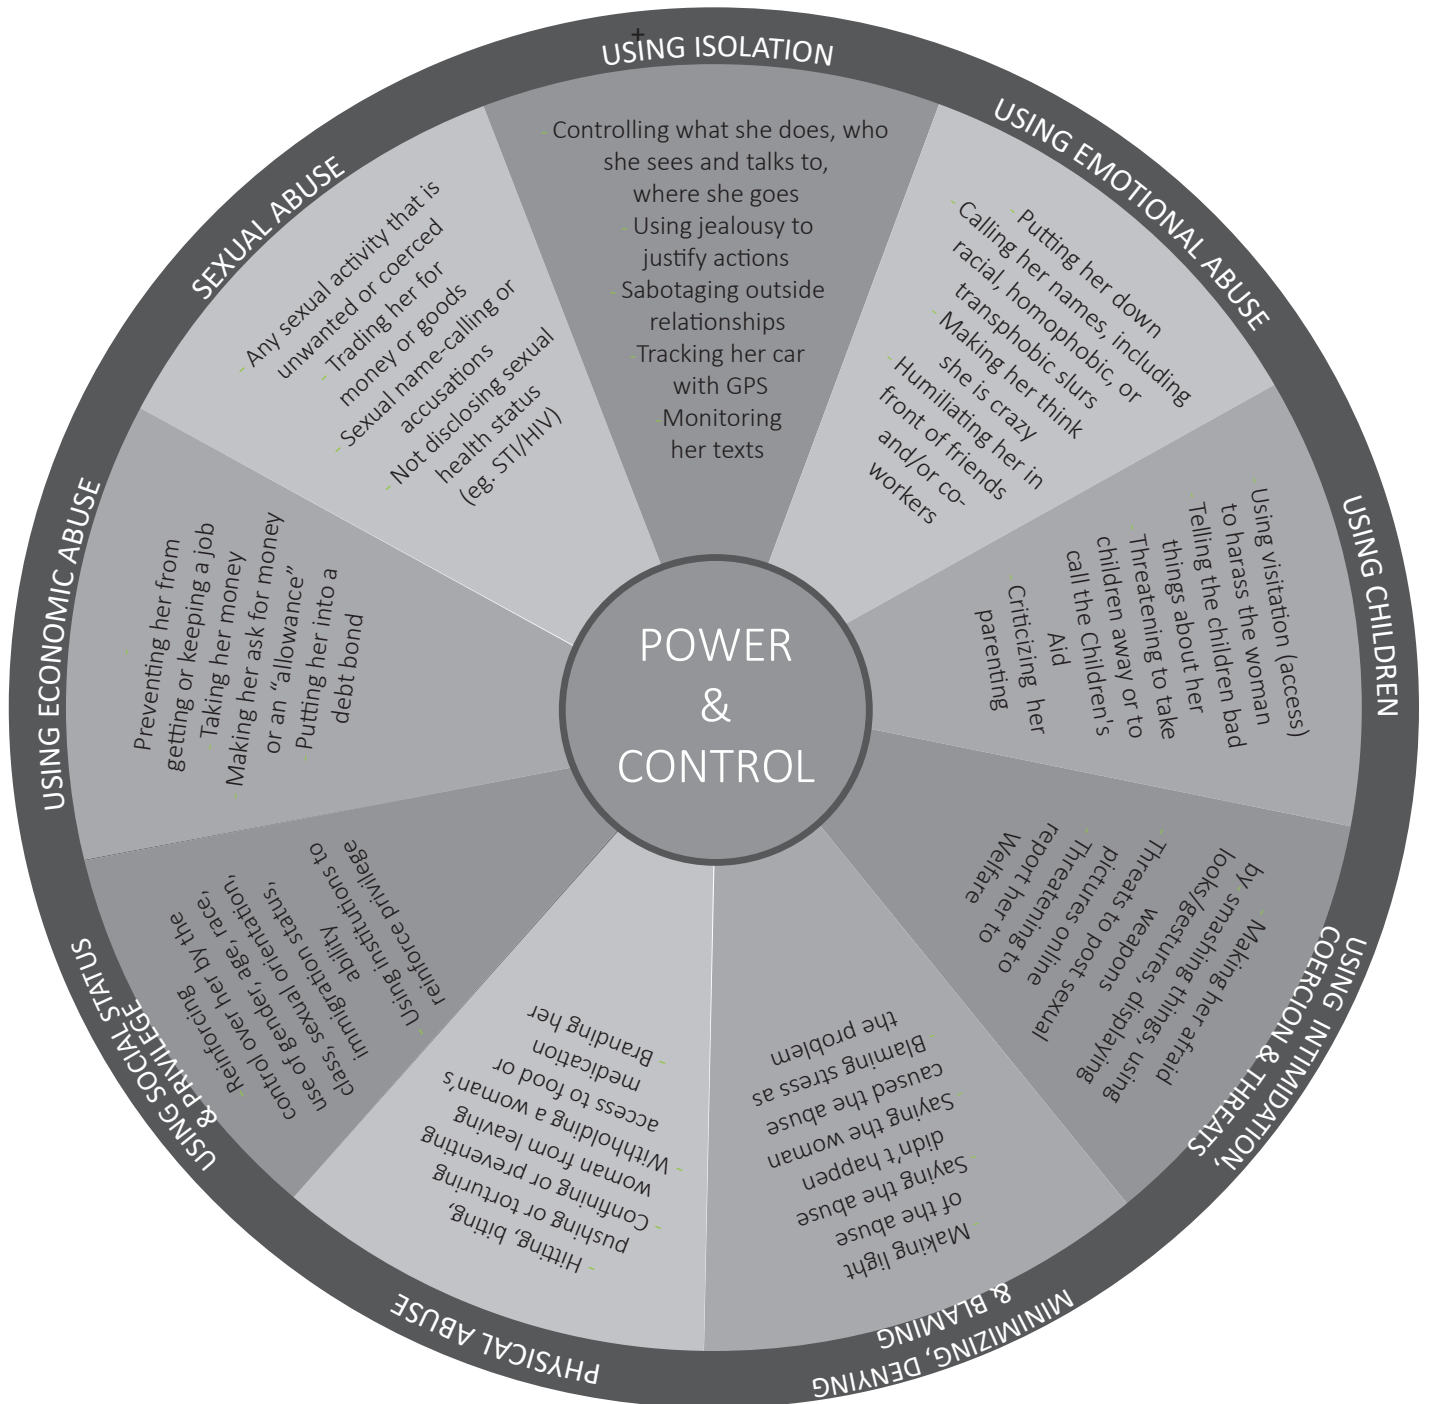 USING ISOLATION
- Controlling what she does, who
she sees and talks to,
where she goes
- Using jealousy to
justify actions
- Sabotaging outside
relationships
- Tracking her car
with GPS
- Monitoring
her texts
USING EMOTIONAL ABUSE
- Putting her down
- Calling her names, including
racial, homophobic, or
transphobic slurs
- Making her think
she is crazy
- Humiliating her in
front of friends
and/or co-
workers
USING CHILDREN
- Using visitation (access)
to harass the woman
- Telling the children bad
things about her
- Threatening to take
children away or to
call the Children's
Aid
- Criticizing her
parenting
USING INTIMIDATION,
COERCION & THREATS
- Making her afraid
by smashing things, using
looks/gestures, displaying
weapons
- Threats to post sexual
pictures online
- Threatening to
report her to
Welfare
MINIMIZING, DENYING
& BLAMING
- Making light
of the abuse
- Saying the abuse
didn't happen
- Saying the woman
caused the abuse
- Blaming stress as
the problem
PHYSICAL ABUSE
- Hitting, biting,
pushing or torturing
- Confining or preventing
woman from leaving
- Withholding a woman's
access to food or
medication
- Branding her
USING SOCIAL STATUS
& PRIVILEGE
- Reinforcing
control over her by the
use of gender, age, race,
class, sexual orientation,
immigration status,
ability
- Using institutions to
reinforce privilege
USING ECONOMIC ABUSE
- Preventing her from
getting or keeping a job
- Taking her money
- Making her ask for money
or an “allowance”
- Putting her into a
debt bond
SEXUAL ABUSE
- Any sexual activity that is
unwanted or coerced
- Trading her for
money or goods
- Sexual name-calling or
accusations
- Not disclosing sexual
health status
(eg. STI/HIV)
POWER
&
CONTROL